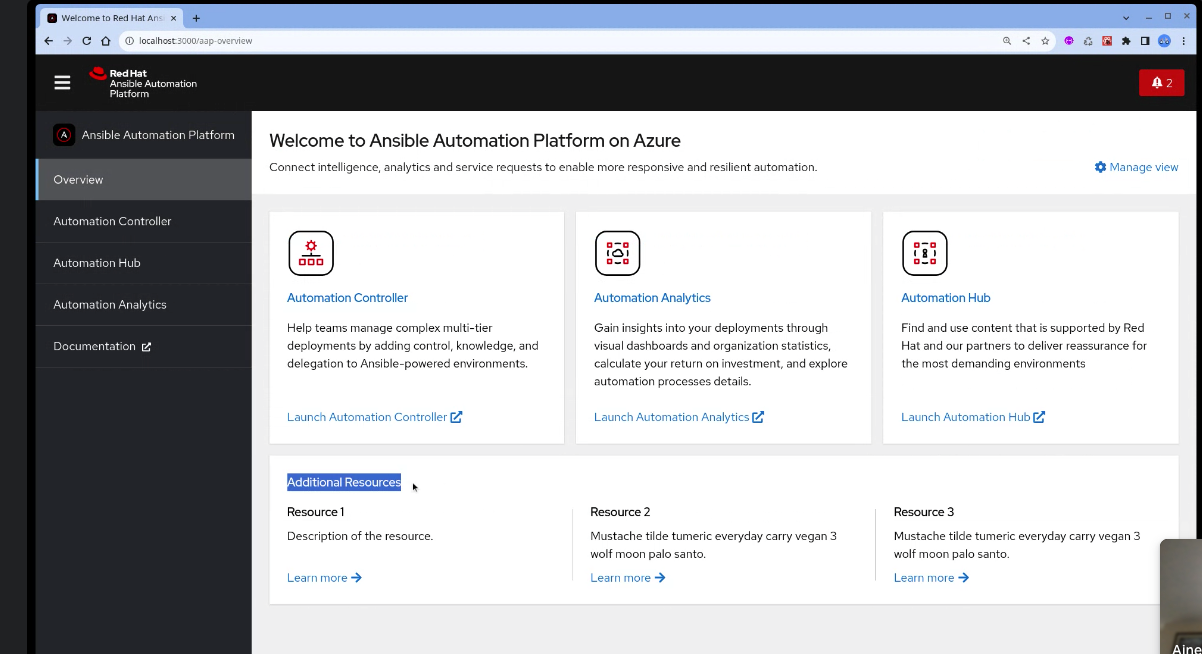 Welcome to Red Hat Ans
localhost:3000/aap-overview
Red Hat
Ansible Automation
Platform
2
Ansible Automation Platform
Overview
Automation Controller
Automation Hub
Automation Analytics
Documentation
Welcome to Ansible Automation Platform on Azure
Connect intelligence, analytics and service requests to enable more responsive and resilient automation.
Manage view
Automation Controller
Help teams manage complex multi-tier
deployments by adding control, knowledge, and
delegation to Ansible-powered environments.
Launch Automation Controller
Automation Analytics
Gain insights into your deployments through
visual dashboards and organization statistics,
calculate your return on investment, and explore
automation processes details.
Launch Automation Analytics
Automation Hub
Find and use content that is supported by Red
Hat and our partners to deliver reassurance for
the most demanding environments
Launch Automation Hub
Additional Resources
Resource 1
Description of the resource.
Learn more
Resource 2
Mustache tilde tumeric everyday carry vegan 3
wolf moon palo santo.
Learn more
Resource 3
Mustache tilde tumeric everyday carry vegan 3
wolf moon palo santo.
Learn more